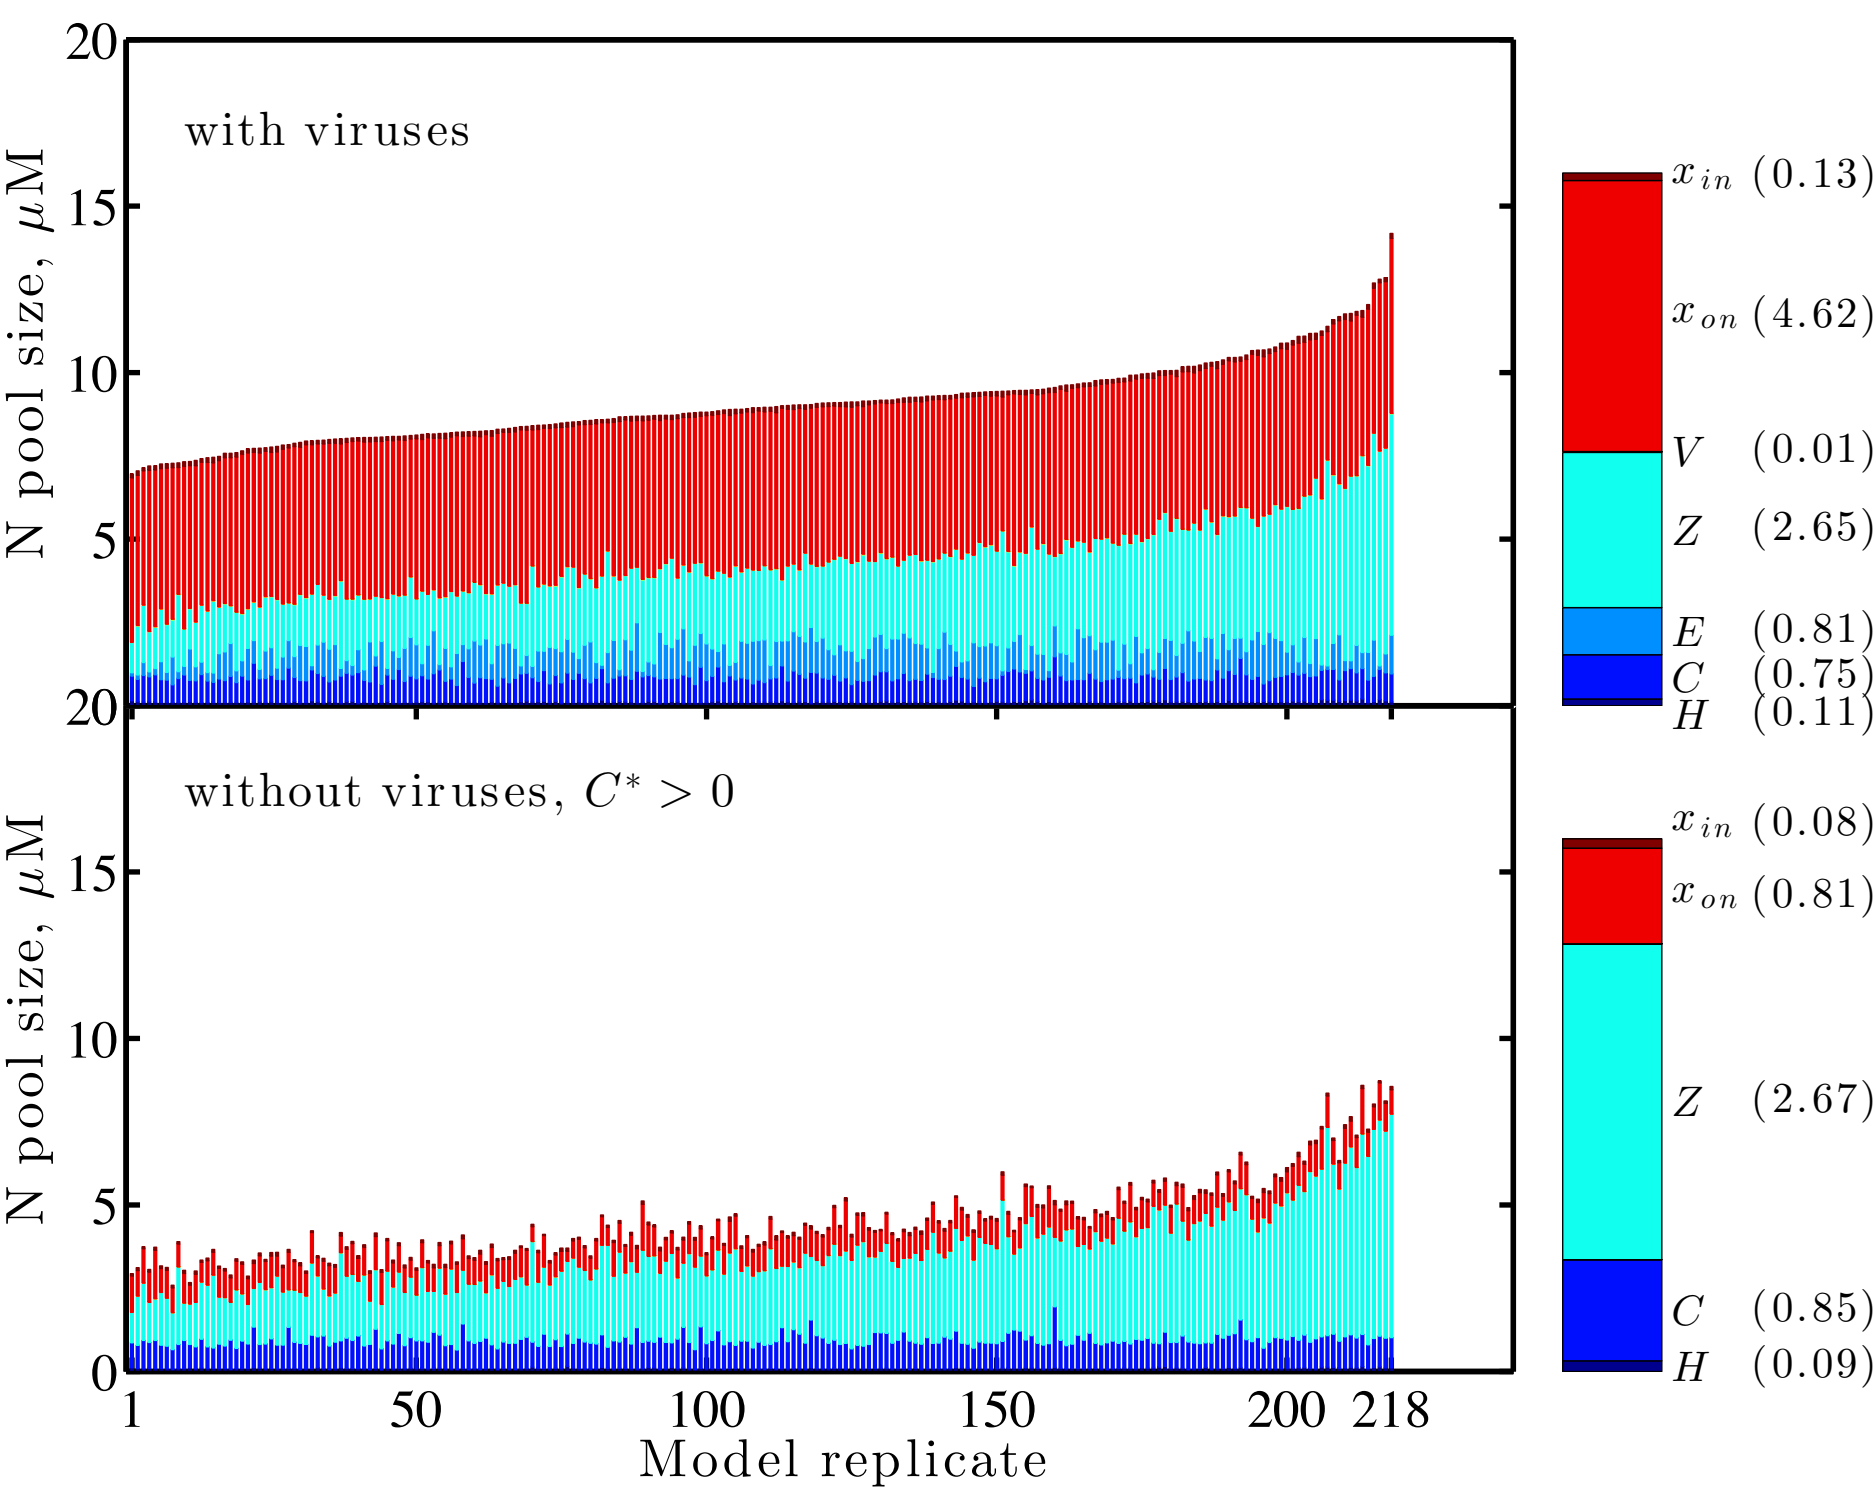 20
15
10
5
N pool size, μM
with viruses
x_in (0.13)
x_on (4.62)
V (0.01)
Z (2.65)
E (0.81)
C (0.75)
H (0.11)
20
15
10
5
0
N pool size, μM
without viruses, C* > 0
x_in (0.08)
x_on (0.81)
Z (2.67)
C (0.85)
H (0.09)
1 50 100 150 200 218
Model replicate